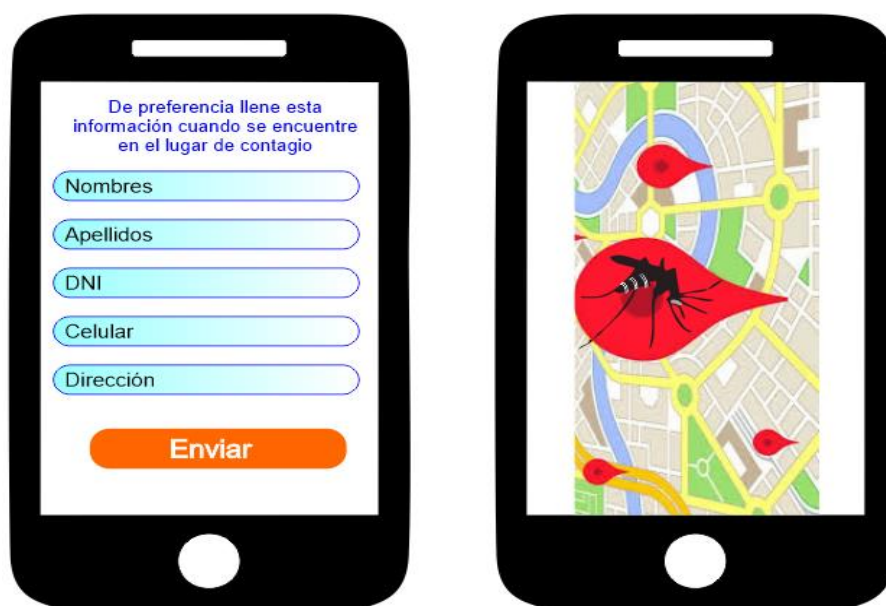 De preferencia llene esta
información cuando se encuentre
en el lugar de contagio
Nombres
Apellidos
DNI
Celular
Dirección
Enviar